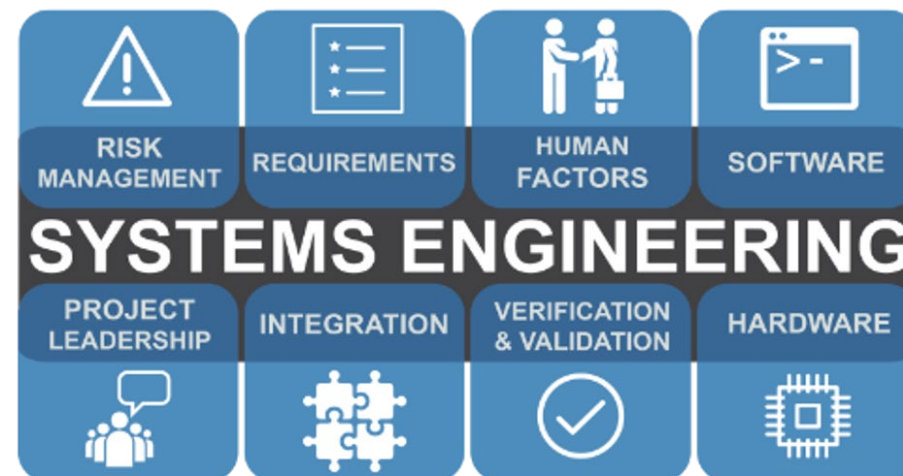 RISK
MANAGEMENT
REQUIREMENTS
HUMAN
FACTORS
SOFTWARE
SYSTEMS ENGINEERING
PROJECT
LEADERSHIP
INTEGRATION
VERIFICATION
& VALIDATION
HARDWARE